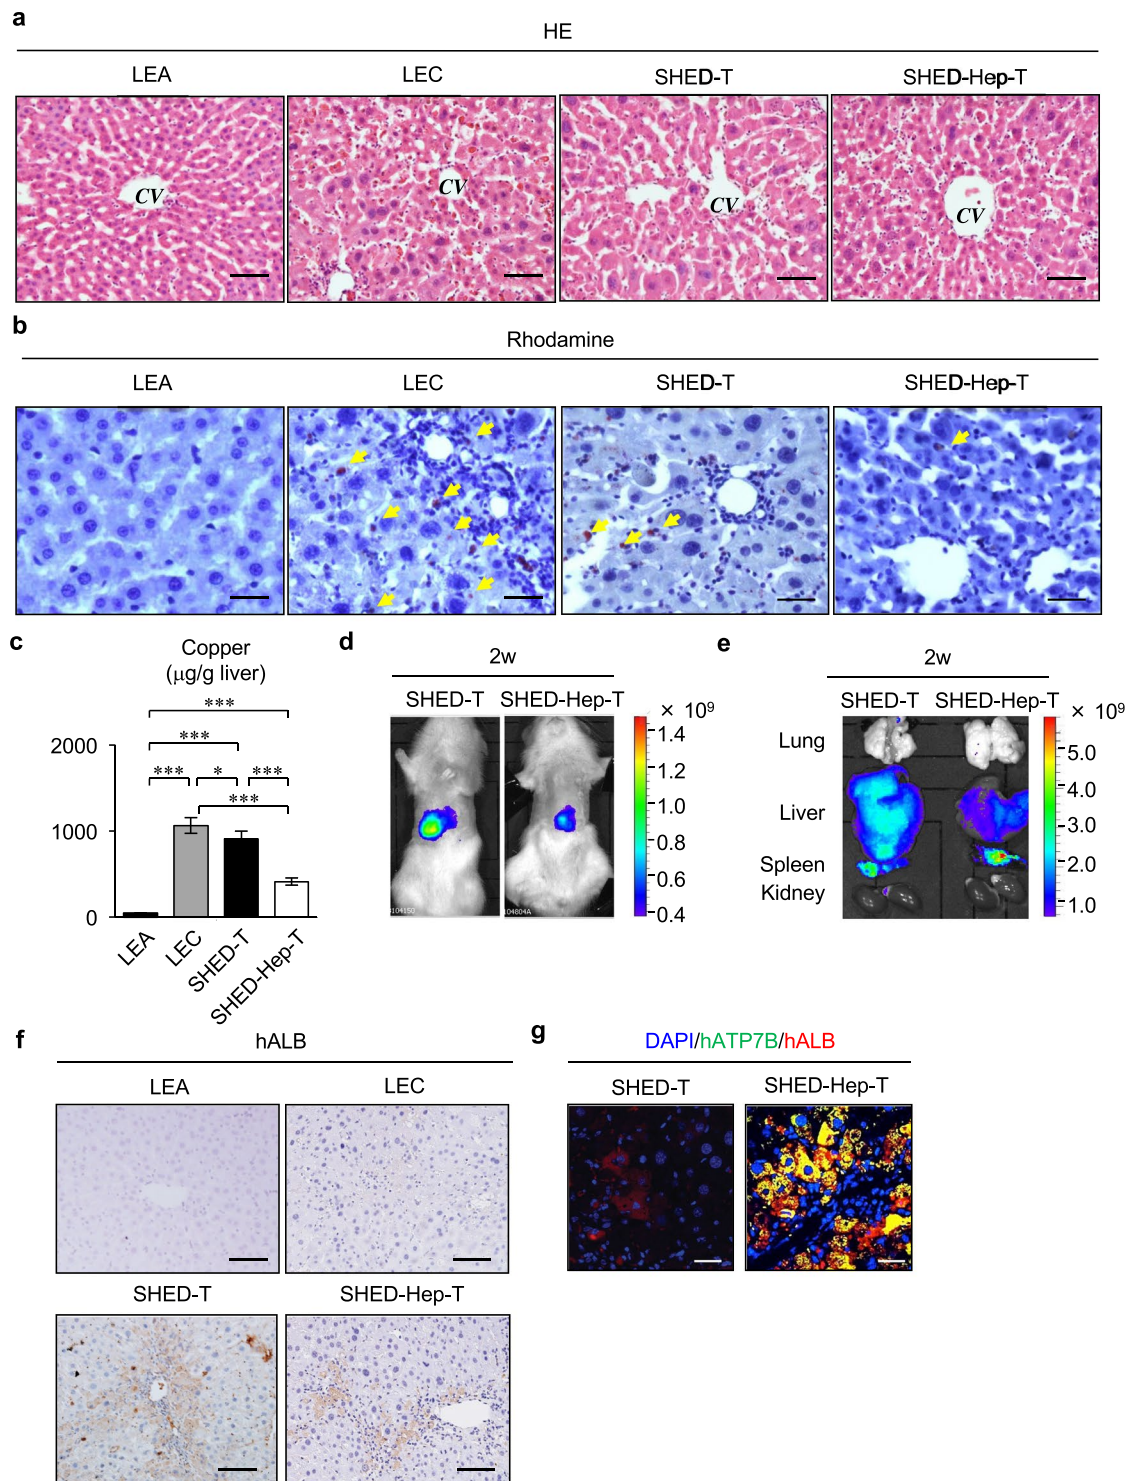 a
HE
LEA LEC SHED-T SHED-Hep-T
CV CV CV CV
b
Rhodamine
LEA LEC SHED-T SHED-Hep-T
c
Copper
(μg/g liver)
***
***
*** * ***
***
2000
1000
0
LEA LEC SHED-T SHED-Hep-T
d
2w
SHED-T SHED-Hep-T
× 10⁹
1.4
1.2
1.0
0.8
0.6
0.4
104804A
e
2w
SHED-T SHED-Hep-T
× 10⁹
Lung
Liver
Spleen
Kidney
5.0
4.0
3.0
2.0
1.0
f
hALB
LEA LEC
SHED-T SHED-Hep-T
g
DAPI/hATP7B/hALB
SHED-T SHED-Hep-T